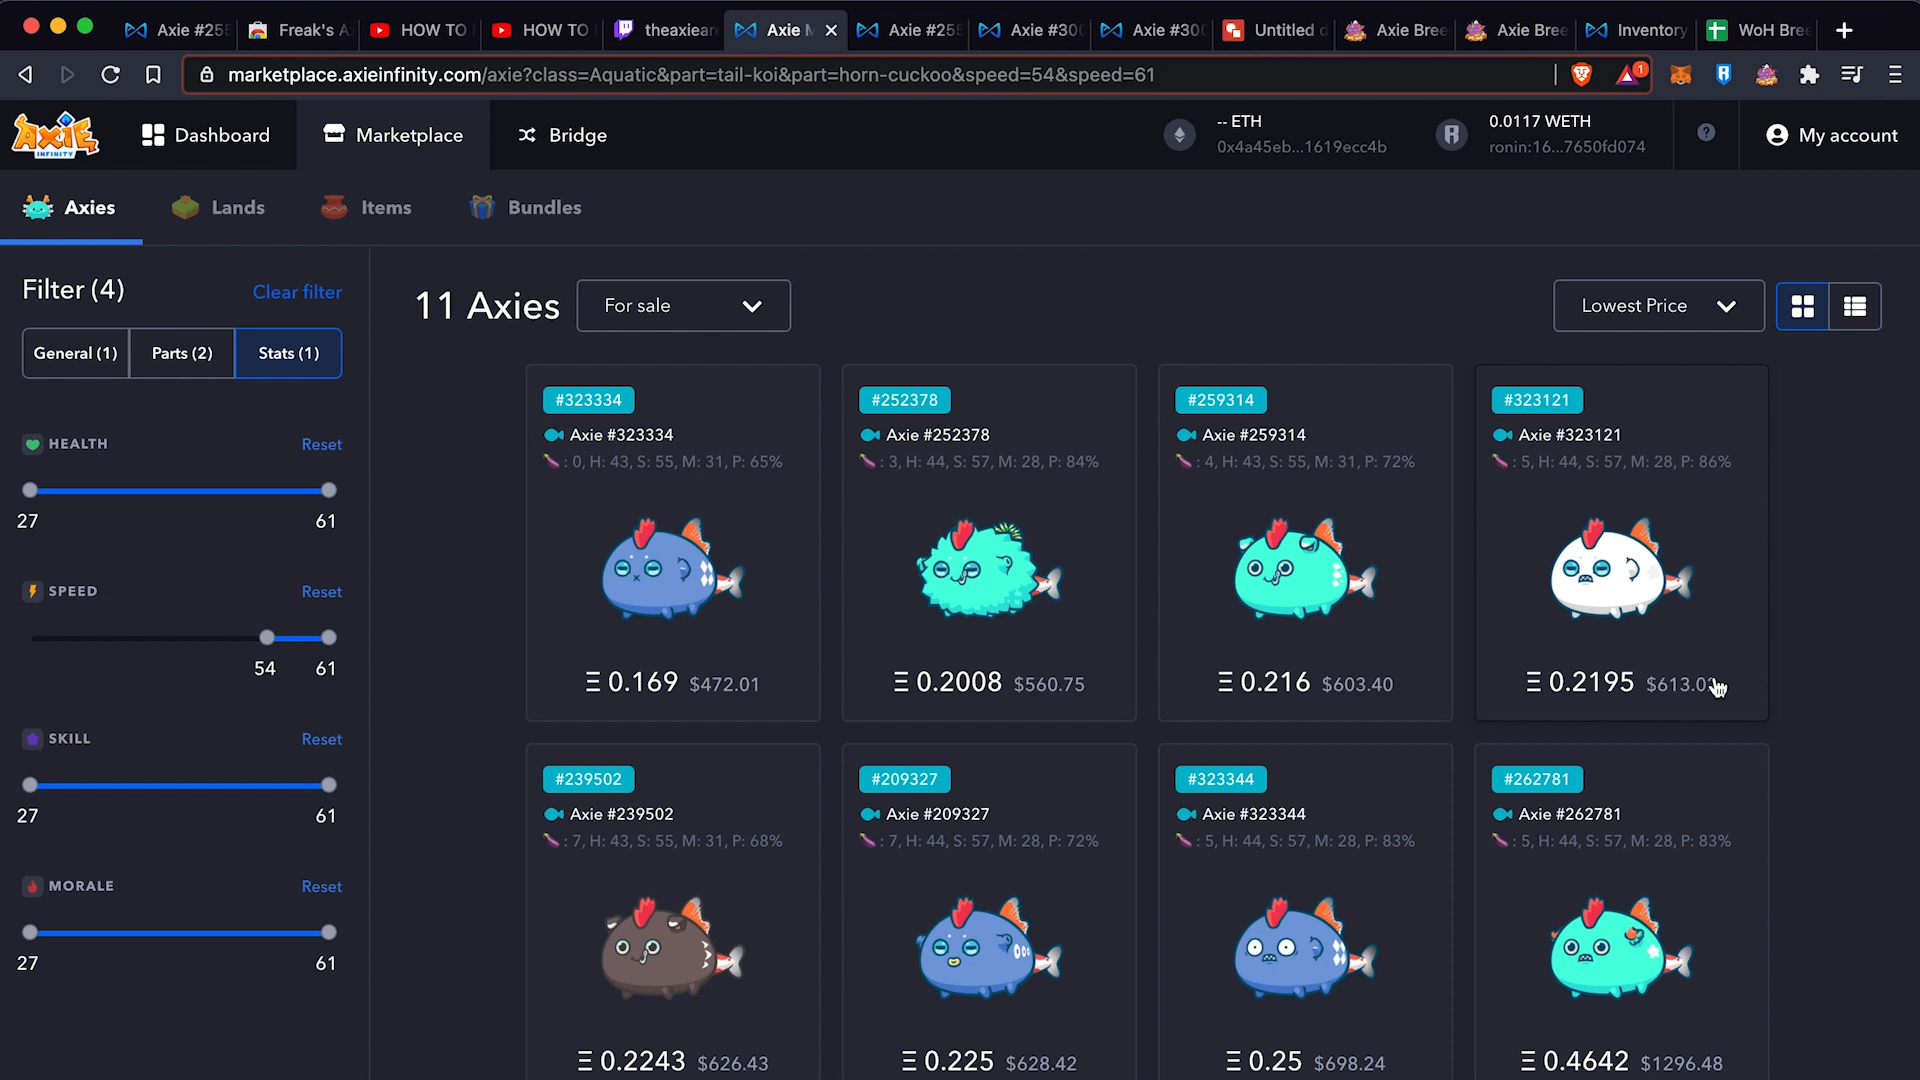 Axie #255
Freak's A
HOW TO
HOW TO
theaxiear
Axie M
Axie #255
Axie #300
Axie #300
Untitled d
Axie Bree
Axie Bree
Inventory
WoH Bree
marketplace.axieinfinity.com/axie?class=Aquatic&part=tail-koi&part=horn-cuckoo&speed=54&speed=61
1
AXIE
INFINITY
Dashboard
Marketplace
Bridge
-- ETH
0x4a45eb...1619ecc4b
0.0117 WETH
ronin:16...7650fd074
?
My account
Axies
Lands
Items
Bundles
Filter (4)
Clear filter
General (1)
Parts (2)
Stats (1)
HEALTH
Reset
27
61
SPEED
Reset
54
61
SKILL
Reset
27
61
MORALE
Reset
27
61
11 Axies
For sale
Lowest Price
#323334
Axie #323334
: 0, H: 43, S: 55, M: 31, P: 65%
Ξ 0.169 $472.01
#252378
Axie #252378
: 3, H: 44, S: 57, M: 28, P: 84%
Ξ 0.2008 $560.75
#259314
Axie #259314
: 4, H: 43, S: 55, M: 31, P: 72%
Ξ 0.216 $603.40
#323121
Axie #323121
: 5, H: 44, S: 57, M: 28, P: 86%
Ξ 0.2195 $613.0
#239502
Axie #239502
: 7, H: 43, S: 55, M: 31, P: 68%
Ξ 0.2243 $626.43
#209327
Axie #209327
: 7, H: 44, S: 57, M: 28, P: 72%
Ξ 0.225 $628.42
#323344
Axie #323344
: 5, H: 44, S: 57, M: 28, P: 83%
Ξ 0.25 $698.24
#262781
Axie #262781
: 5, H: 44, S: 57, M: 28, P: 83%
Ξ 0.4642 $1296.48